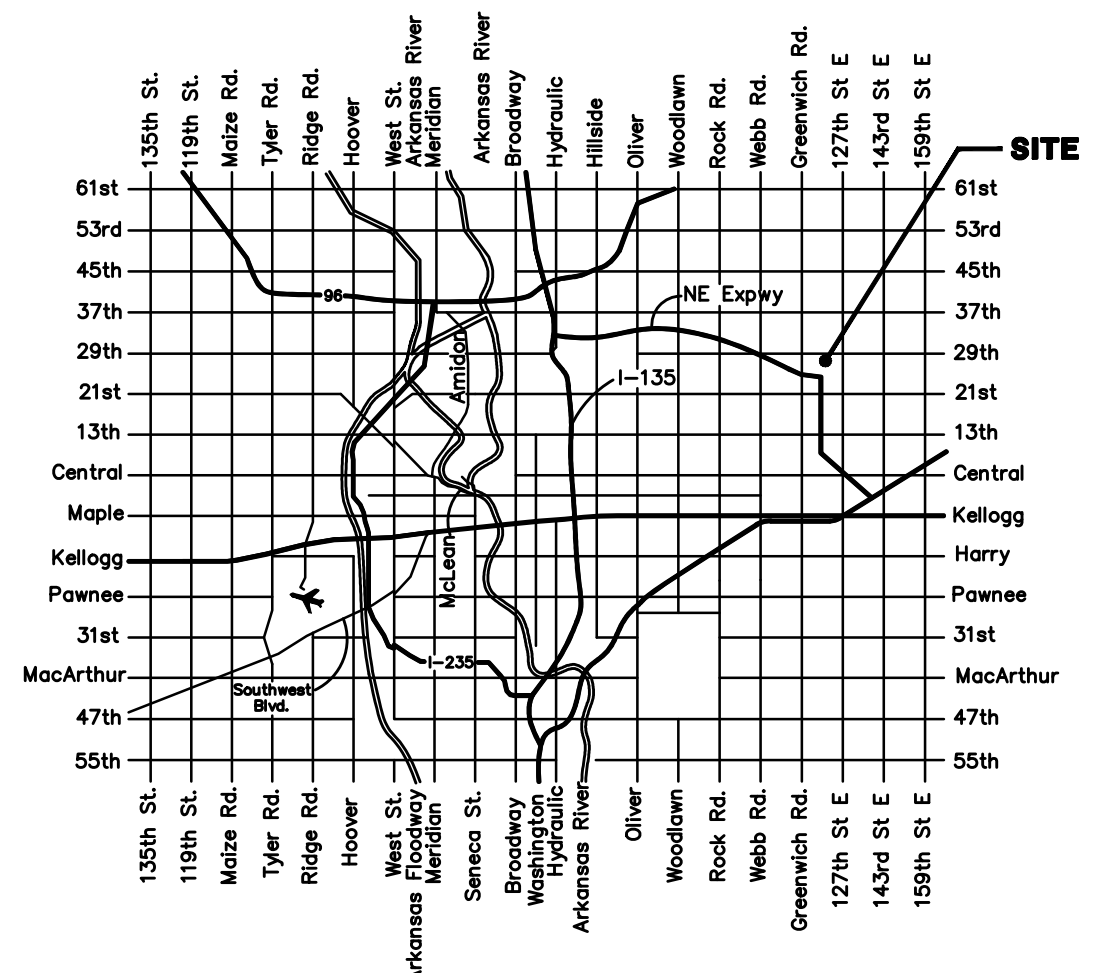 135th St.
119th St.
Maize Rd.
Tyler Rd.
Ridge Rd.
Hoover
West St.
Arkansas River
Meridian
Arkansas River
Broadway
Hydraulic
Hillside
Oliver
Woodlawn
Rock Rd.
Webb Rd.
Greenwich Rd.
127th St E
143rd St E
159th St E
SITE
61st
53rd
45th
37th
29th
21st
13th
Central
Maple
Kellogg
Pawnee
31st
MacArthur
47th
55th
96
NE Expwy
Amidon
I-135
McLean
I-235
Southwest
Blvd.
61st
53rd
45th
37th
29th
21st
13th
Central
Kellogg
Harry
Pawnee
31st
MacArthur
47th
55th
135th St.
119th St.
Maize Rd.
Tyler Rd.
Ridge Rd.
Hoover
West St.
Arkansas Floodway
Meridian
Seneca St.
Broadway
Washington
Hydraulic
Arkansas River
Oliver
Woodlawn
Rock Rd.
Webb Rd.
Greenwich Rd.
127th St E
143rd St E
159th St E